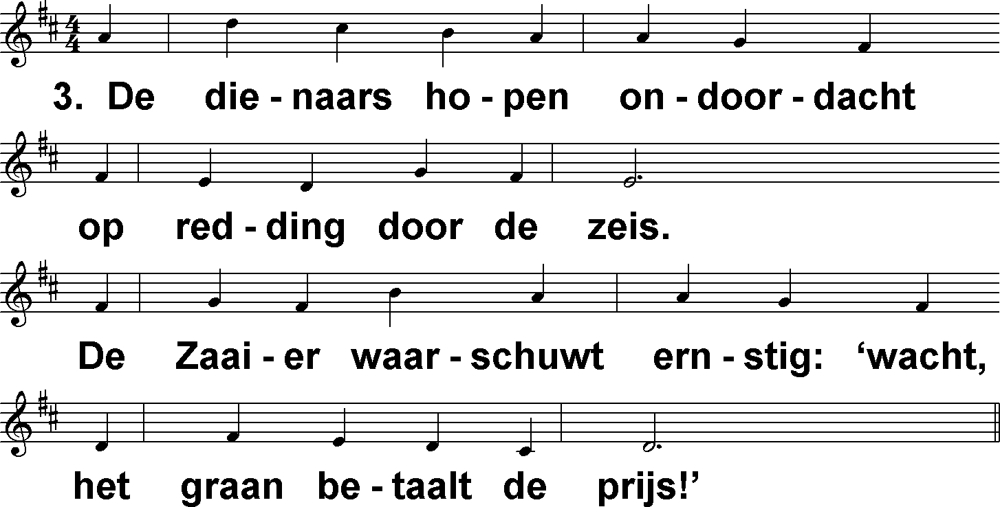 3. De die - naars ho - pen on - door - dacht
op red - ding door de zeis.
De Zaai - er waar - schuwt ern - stig: ‘wacht,
het graan be - taalt de prijs!’